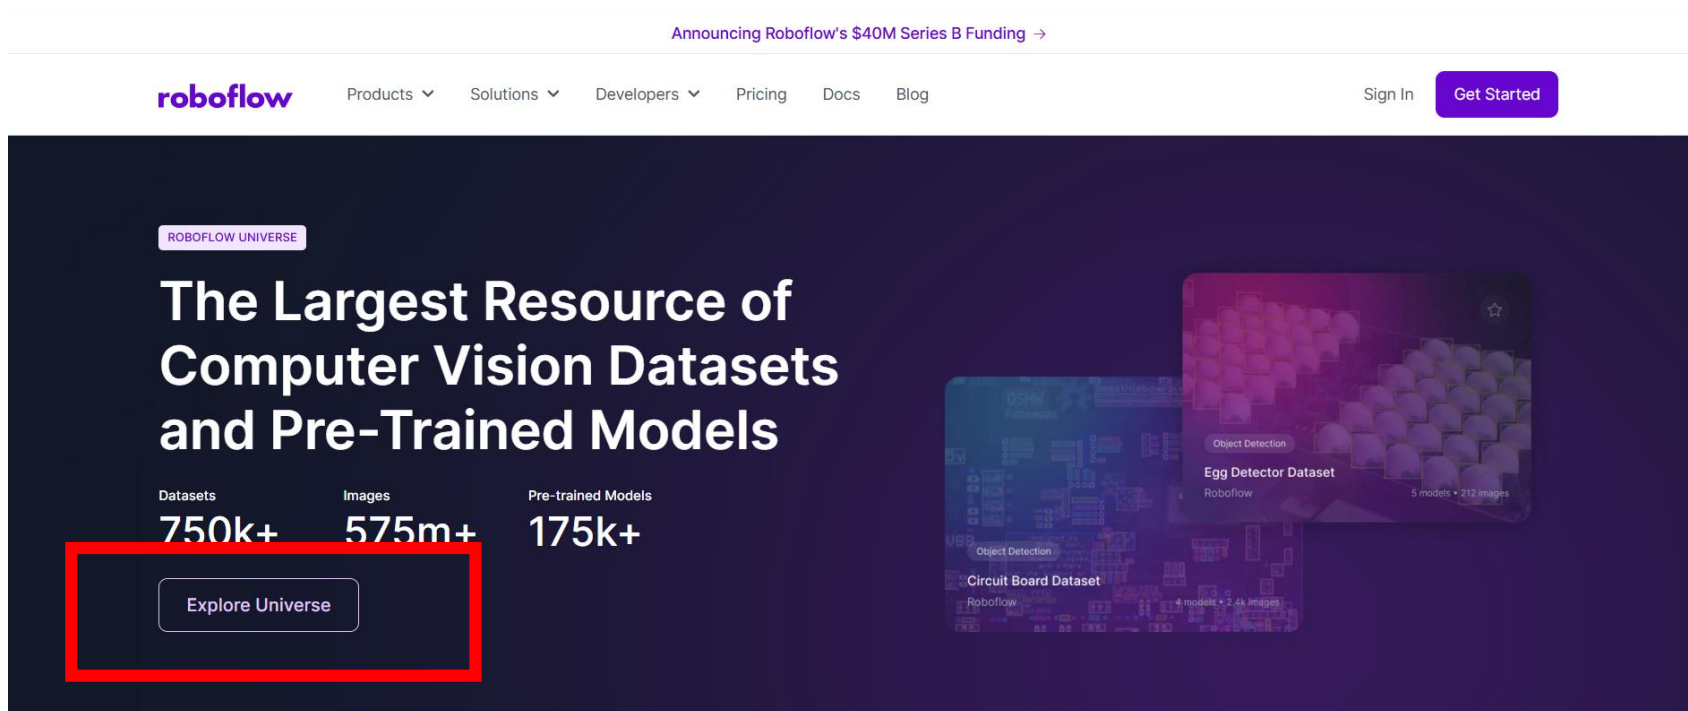 Announcing Roboflow's $40M Series B Funding →
roboflow
Products
Solutions
Developers
Pricing
Docs
Blog
Sign In
Get Started
ROBOFLOW UNIVERSE
The Largest Resource of
Computer Vision Datasets
and Pre-Trained Models
Datasets
Images
Pre-trained Models
750k+
575m+
175k+
Explore Universe
Object Detection
Egg Detector Dataset
Roboflow
5 models • 212 images
OSHW
Object Detection
Circuit Board Dataset
Roboflow
4 models • 2.4k images